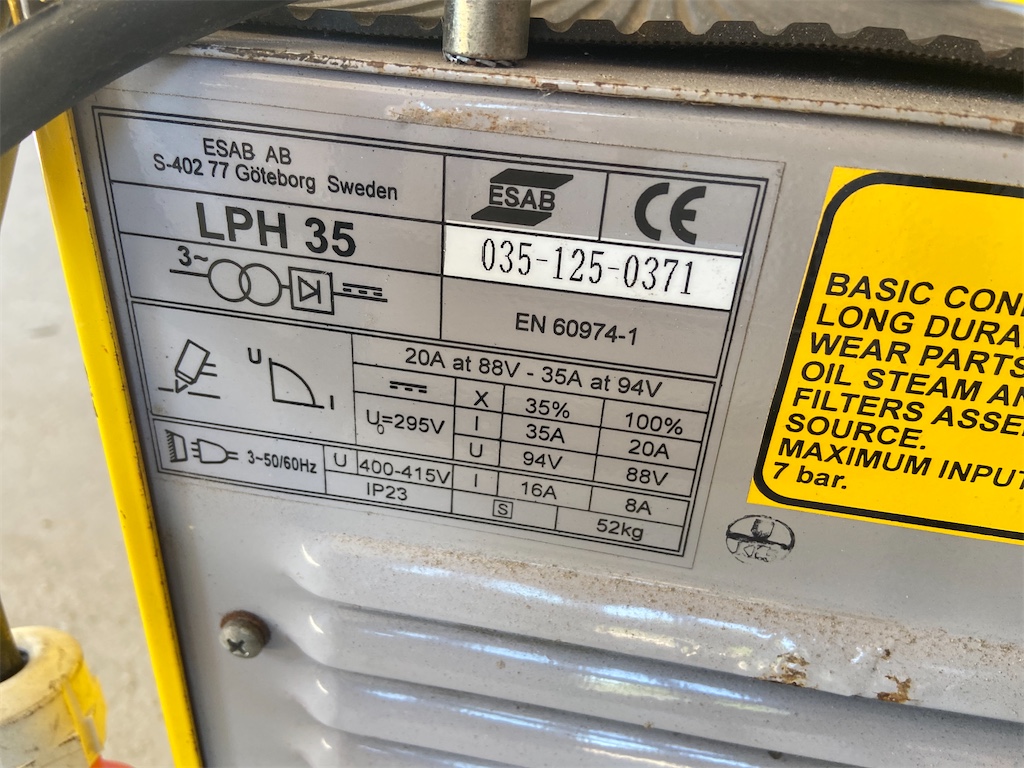 ESAB AB
S-402 77 Göteborg Sweden
ESAB
CE
LPH 35
035-125-0371
3~
EN 60974-1
20A at 88V - 35A at 94V
U I
X 35% 100%
U₀=295V
I 35A 20A
U 94V 88V
3~50/60Hz U 400-415V I 16A 8A
IP23 S 52kg
BASIC CON
LONG DURA
WEAR PARTS
OIL STEAM AN
FILTERS ASSE
SOURCE.
MAXIMUM INPUT
7 bar.